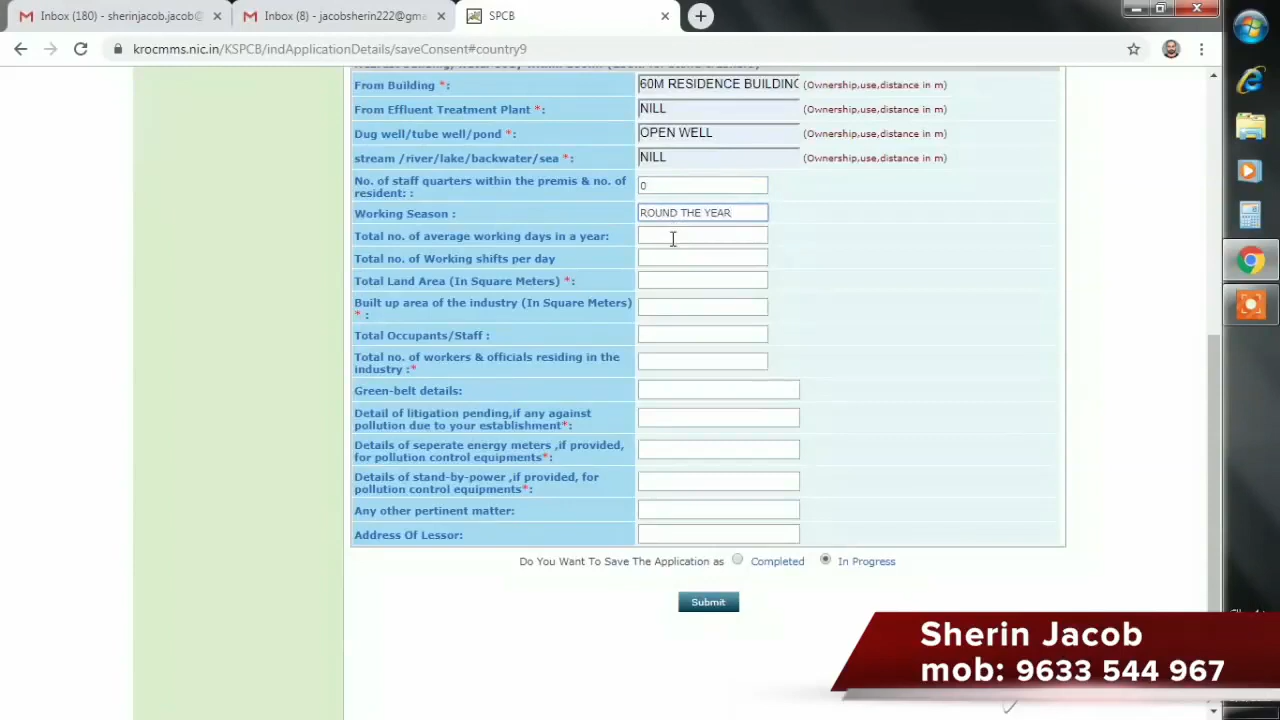 Inbox (180) - sherinjacob.jacob@
Inbox (8) - jacobsherin222@gma
SPCB
krocmms.nic.in/KSPCB/indApplicationDetails/saveConsent#country9
From Building *:
60M RESIDENCE BUILDING
(Ownership,use,distance in m)
From Effluent Treatment Plant *:
NILL
(Ownership,use,distance in m)
Dug well/tube well/pond *:
OPEN WELL
(Ownership,use,distance in m)
stream /river/lake/backwater/sea *:
NILL
(Ownership,use,distance in m)
No. of staff quarters within the premis & no. of
resident: :
0
Working Season :
ROUND THE YEAR
Total no. of average working days in a year:
Total no. of Working shifts per day
Total Land Area (In Square Meters) *:
Built up area of the industry (In Square Meters)
* :
Total Occupants/Staff :
Total no. of workers & officials residing in the
industry :*
Green-belt details:
Detail of litigation pending,if any against
pollution due to your establishment*:
Details of seperate energy meters ,if provided,
for pollution control equipments*:
Details of stand-by-power ,if provided, for
pollution control equipments*:
Any other pertinent matter:
Address Of Lessor:
Do You Want To Save The Application as
Completed
In Progress
Submit
Sherin Jacob
mob: 9633 544 967